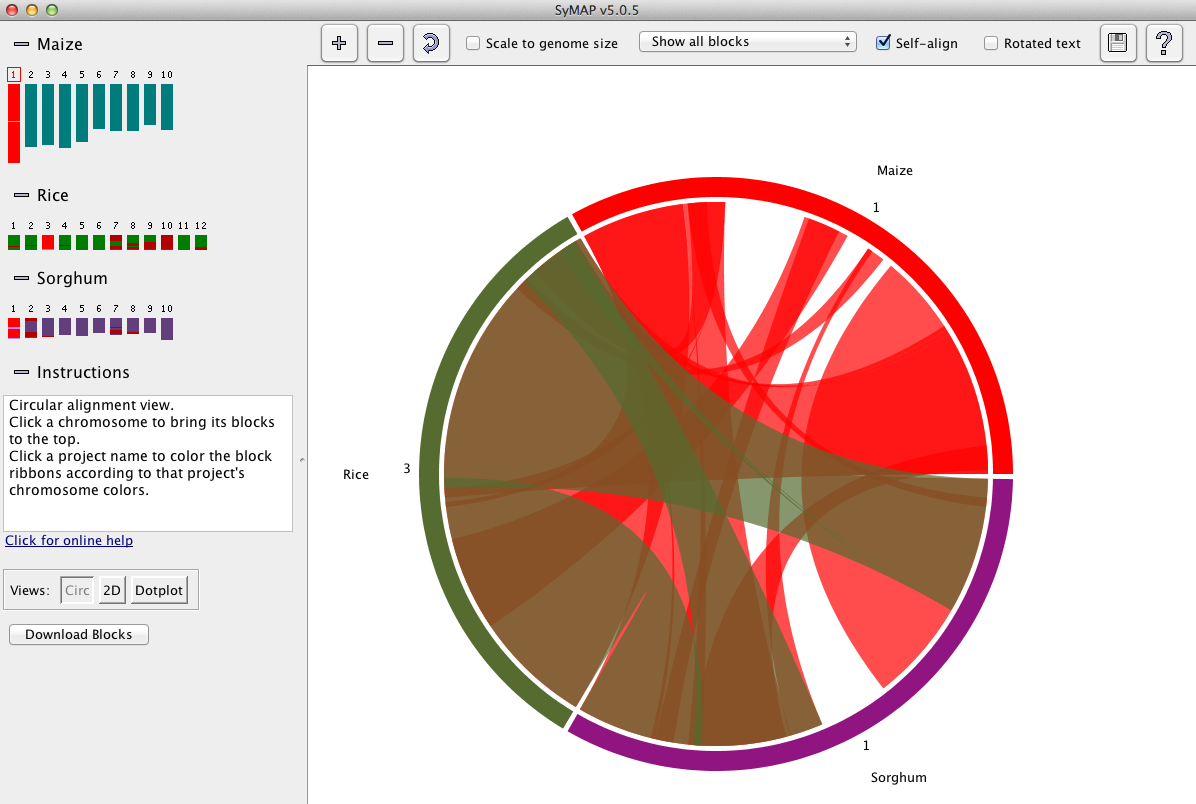 SyMAP v5.0.5
Maize
1 2 3 4 5 6 7 8 9 10
Rice
1 2 3 4 5 6 7 8 9 10 11 12
Sorghum
1 2 3 4 5 6 7 8 9 10
Instructions
Circular alignment view.
Click a chromosome to bring its blocks
to the top.
Click a project name to color the block
ribbons according to that project's
chromosome colors.
Click for online help
Views: Circ 2D Dotplot
Download Blocks
+ − Scale to genome size Show all blocks Self-align Rotated text ?
Maize
1
Rice 3
1
Sorghum